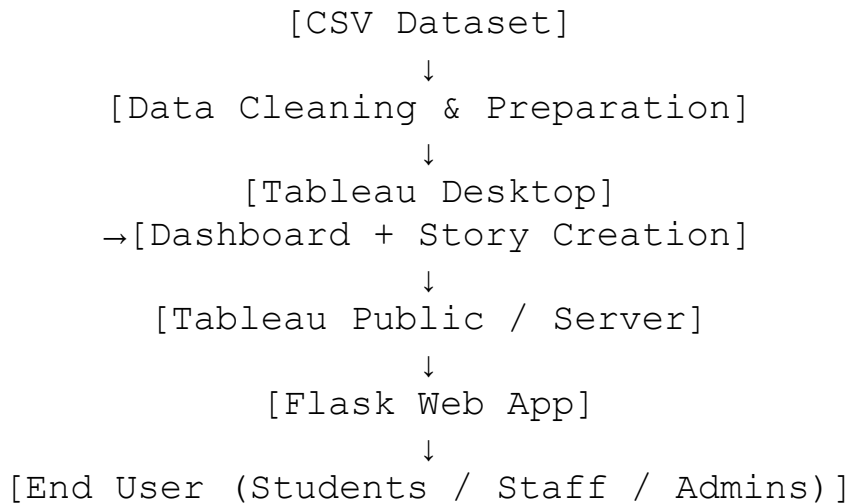 [CSV Dataset]
↓
[Data Cleaning & Preparation]
↓
[Tableau Desktop]
→[Dashboard + Story Creation]
↓
[Tableau Public / Server]
↓
[Flask Web App]
↓
[End User (Students / Staff / Admins)]